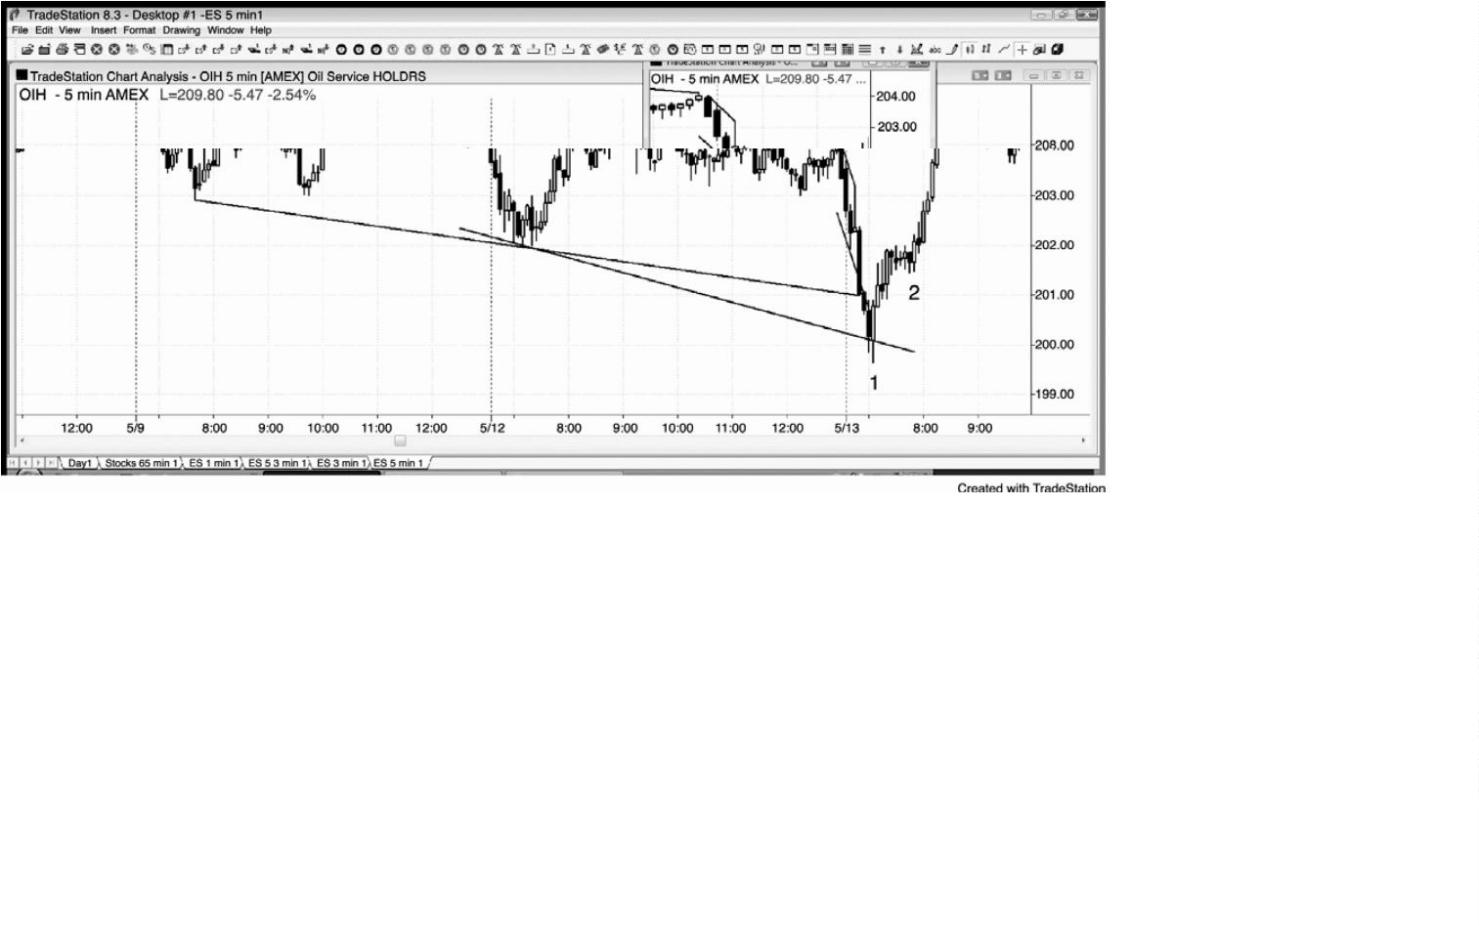 TradeStation 8.3 - Desktop #1 -ES 5 min1
File Edit View Insert Format Drawing Window Help
TradeStation Chart Analysis - OIH 5 min [AMEX] Oil Service HOLDRS
OIH - 5 min AMEX L=209.80 -5.47 -2.54%
OIH - 5 min AMEX L=209.80 -5.47 ...
204.00
203.00
208.00
203.00
202.00
201.00
200.00
199.00
2
1
12:00 5/9 8:00 9:00 10:00 11:00 12:00 5/12 8:00 9:00 10:00 11:00 12:00 5/13 8:00 9:00
Day1 Stocks 65 min 1 ES 1 min 1 ES 5 3 min 1 ES 3 min 1 ES 5 min 1
Created with TradeStation